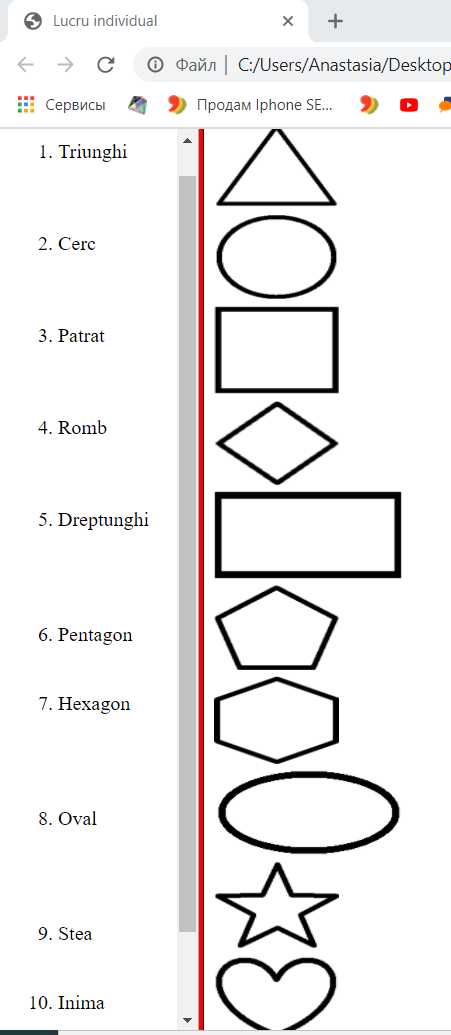 Lucru individual
Файл | C:/Users/Anastasia/Desktop
Сервисы Продам Iphone SE...
1. Triunghi
2. Cerc
3. Patrat
4. Romb
5. Dreptunghi
6. Pentagon
7. Hexagon
8. Oval
9. Stea
10. Inima